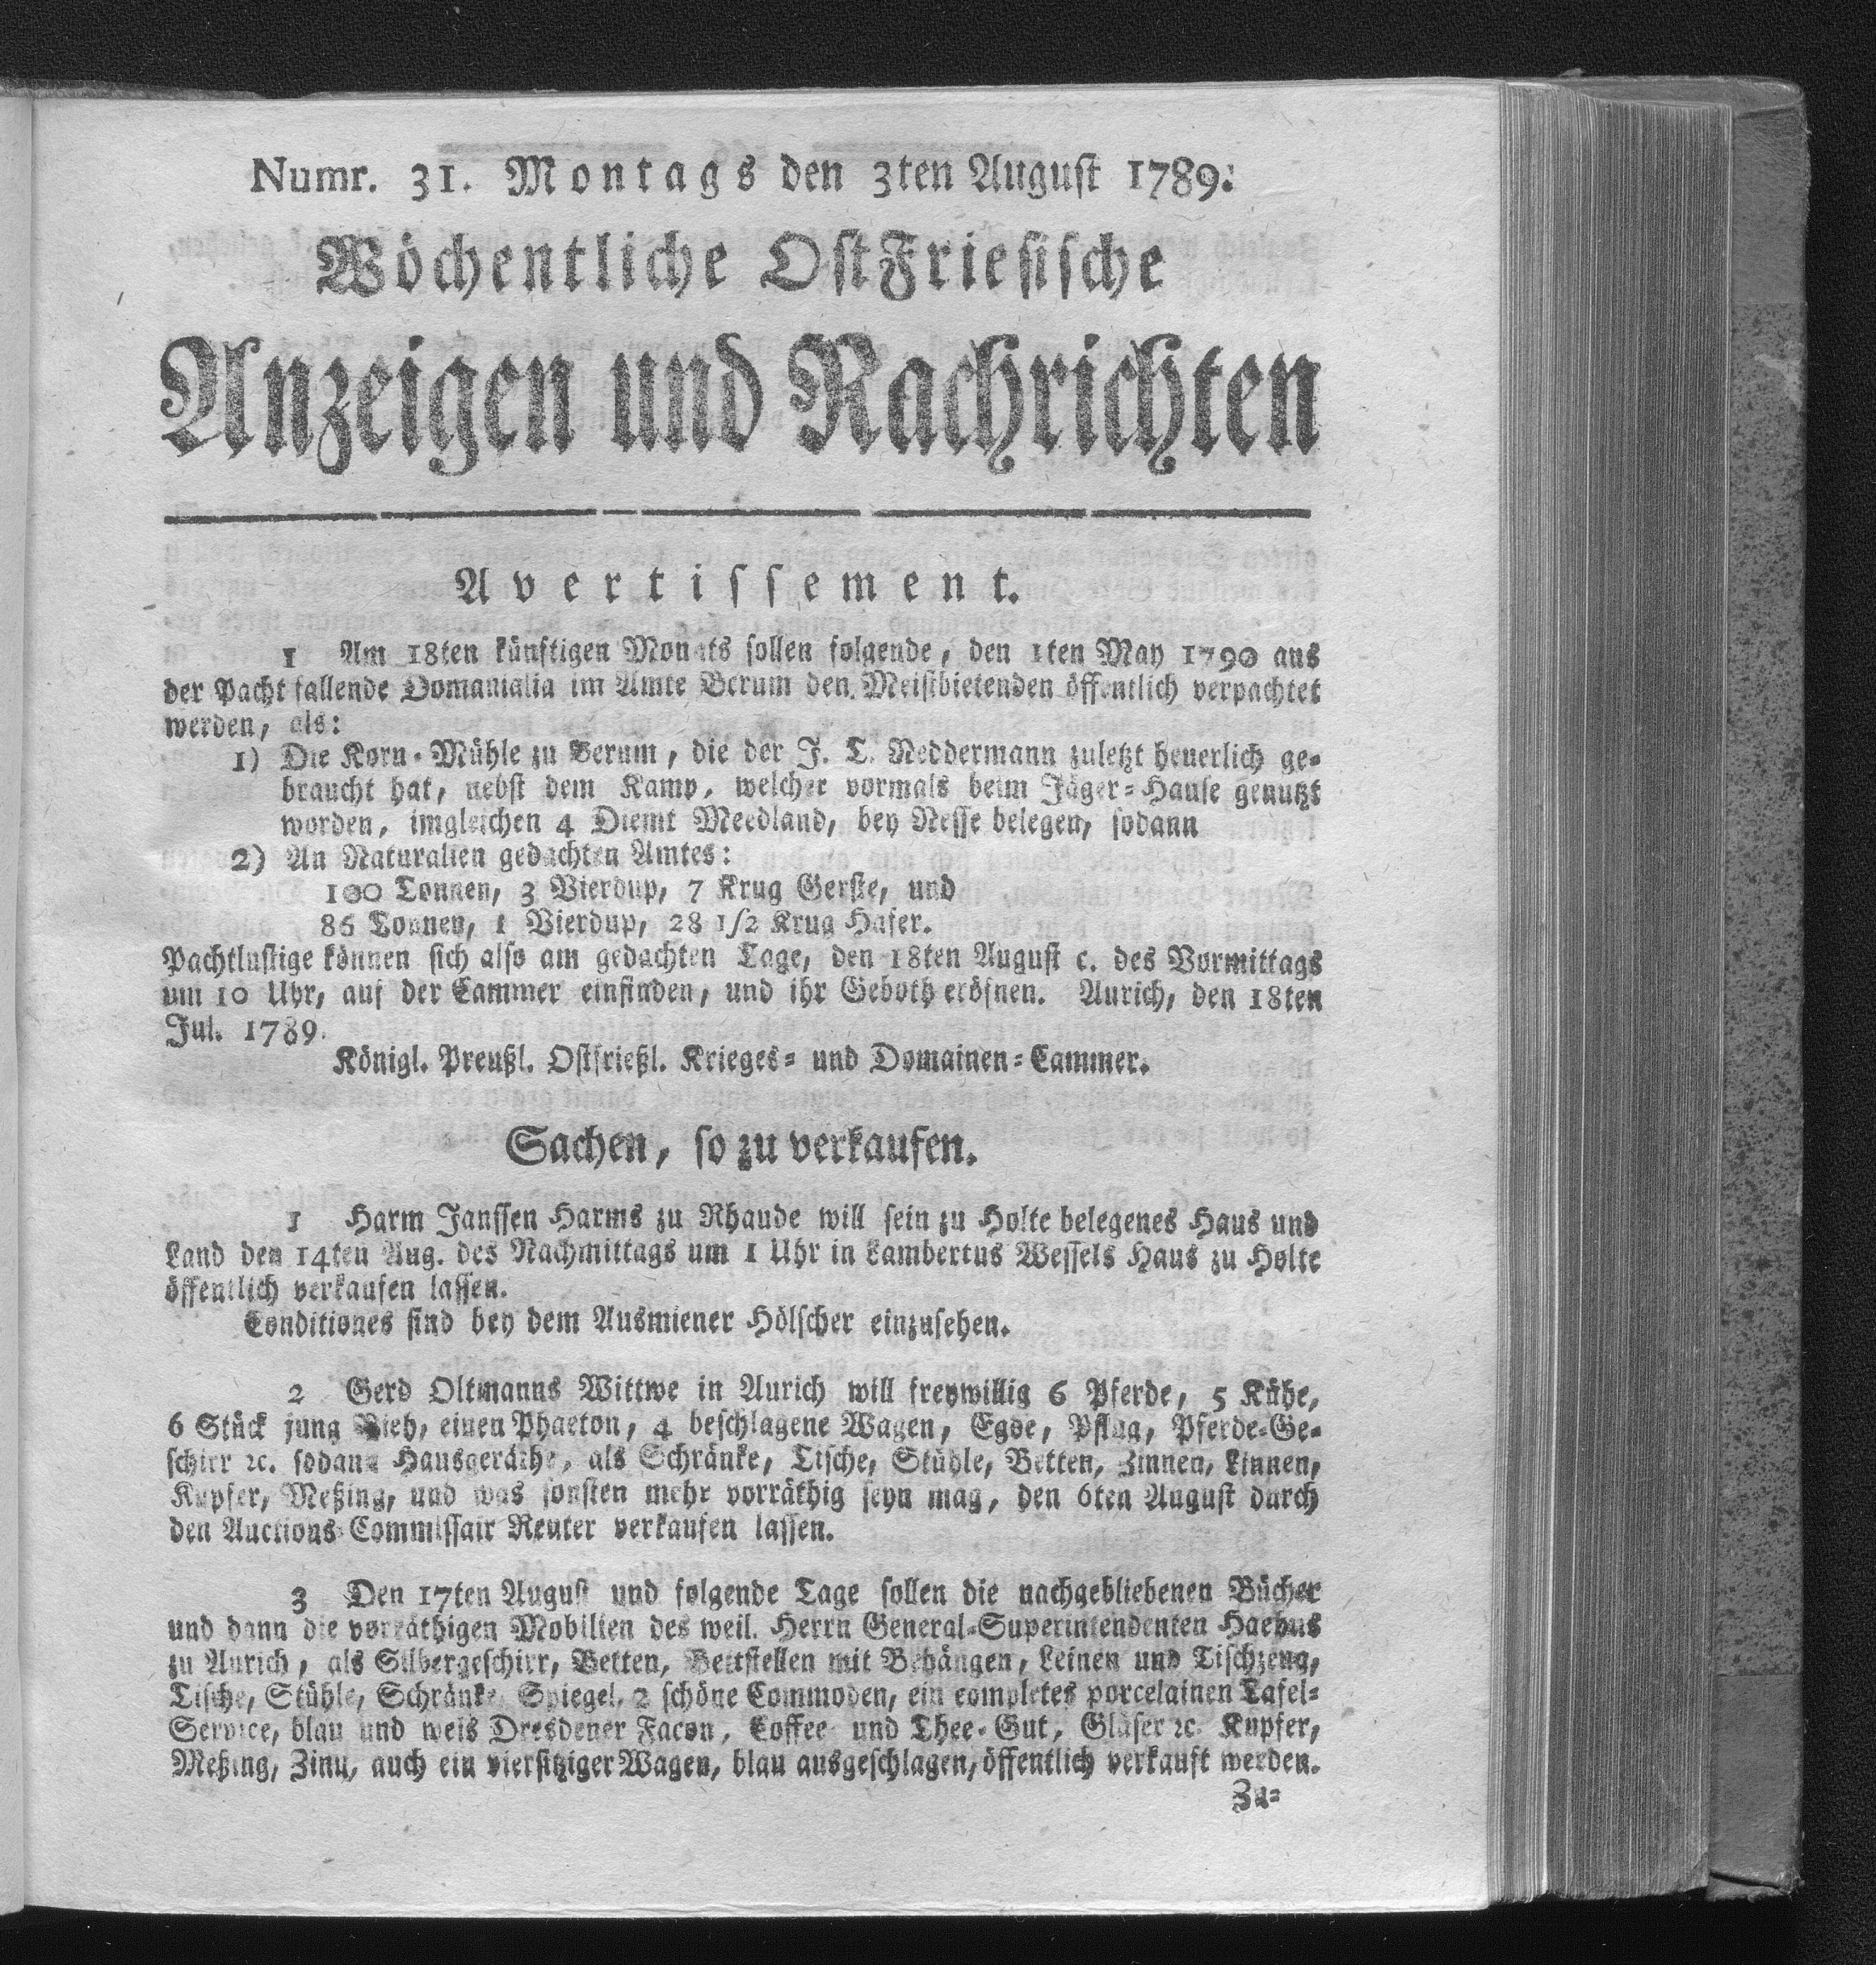 Numr. 31. Montags den 3ten August 1789.
Wöchentliche OstFriesische
Anzeigen und Nachrichten
Avertissement.
1 Am 18ten künftigen Monats sollen folgende, den 1ten May 1790 aus
der Pacht fallende Domanialia im Amte Berum den Meistbietenden öffentlich verpachtet
werden, als:
1) Die Korn-Mühle zu Berum, die der J. T. Neddermann zuletzt heuerlich ge-
braucht hat, nebst dem Kamp, welcher vormals beim Jäger-Hause genutzt
worden, imgleichen 4 Diemt Meedland, bey Nesse belegen, sodann
2) An Naturalien gedachten Amtes:
100 Tonnen, 3 Vierdup, 7 Krug Gerste, und
86 Tonnen, 1 Vierdup, 28 1/2 Krug Hafer.
Pachtlustige können sich also am gedachten Tage, den 18ten August c. des Vormittags
um 10 Uhr, auf der Cammer einfinden, und ihr Geboth eröfnen. Aurich, den 18ten
Jul. 1789.
Königl. Preußl. Ostfrießl. Krieges- und Domainen-Cammer.
Sachen, so zu verkaufen.
1 Harm Janssen Harms zu Rhaude will sein zu Holte belegenes Haus und
Land den 14ten Aug. des Nachmittags um 1 Uhr in Lambertus Wessels Haus zu Holte
öffentlich verkaufen lassen.
Conditiones sind bey dem Ausmiener Hölscher einzusehen.
2 Gerd Oltmanns Wittwe in Aurich will freywillig 6 Pferde, 5 Kühe,
6 Stück jung Vieh, einen Phaeton, 4 beschlagene Wagen, Egde, Pflug, Pferde-Ge-
schirr ꝛc. sodann Hausgeräthe, als Schränke, Tische, Stühle, Betten, Zinnen, Linnen,
Kupfer, Meßing, und was sonsten mehr vorräthig seyn mag, den 6ten August durch
den Auctions-Commissair Reuter verkaufen lassen.
3 Den 17ten August und folgende Tage sollen die nachgebliebenen Bücher
und dann die vorräthigen Mobilien des weil. Herrn General-Superintendenten Haehns
zu Aurich, als Silbergeschirr, Betten, Bettstellen mit Behängen, Leinen und Tischzeug,
Tische, Stühle, Schränke, Spiegel, 2 schöne Commoden, ein completes porcelainen Tafel-
Service, blau und weis Dresdener Facon, Coffee- und Thee-Gut, Gläser ꝛc. Kupfer,
Meßing, Zinn, auch ein viersitziger Wagen, blau ausgeschlagen, öffentlich verkauft werden.
Zu-